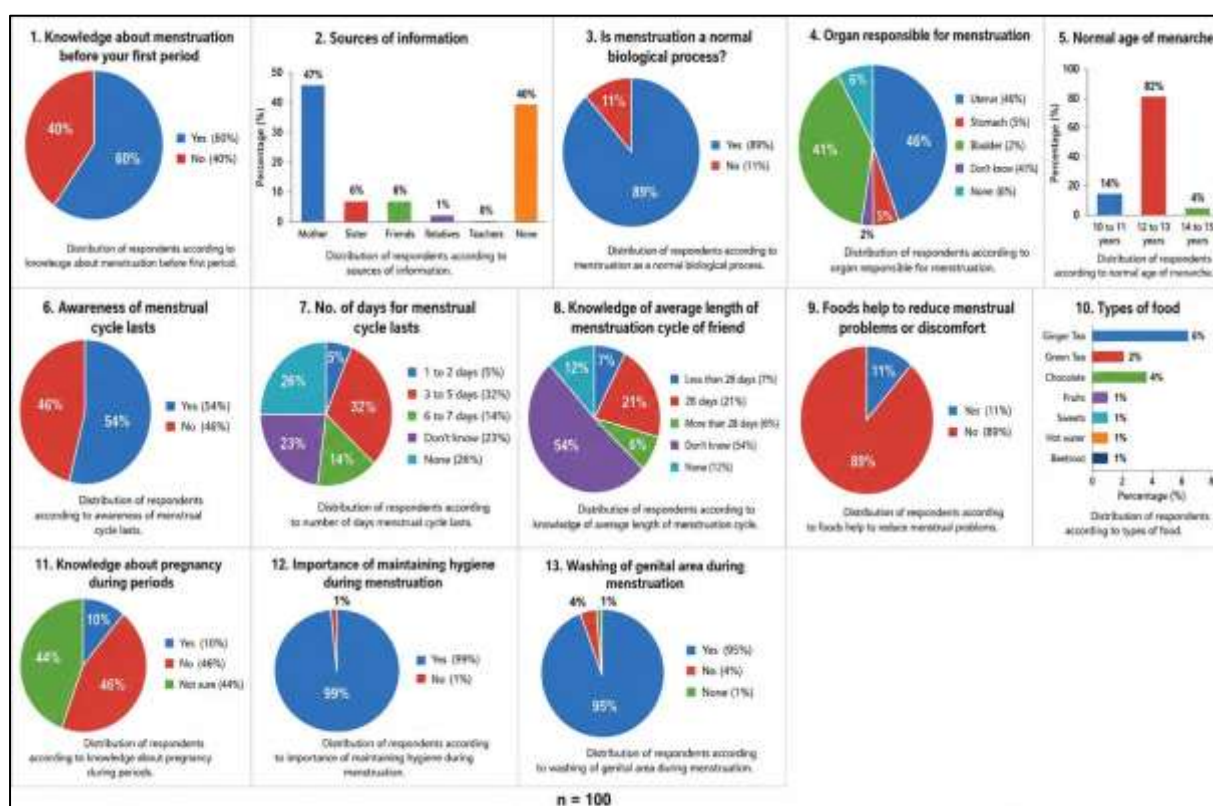 1. Knowledge about menstruation
before your first period
40%
60%
Yes (60%)
No (40%)
Distribution of respondents according to
knowledge about menstruation before first period.
2. Sources of information
Percentage (%)
50
40
30
20
10
0
47%
6%
6%
1%
0%
40%
Mother
Sister
Friends
Relatives
Teachers
None
Distribution of respondents according to
sources of information.
3. Is menstruation a normal
biological process?
11%
89%
Yes (89%)
No (11%)
Distribution of respondents according to
menstruation as a normal biological process.
4. Organ responsible for menstruation
6%
46%
41%
5%
2%
Uterus (46%)
Stomach (5%)
Bladder (2%)
Don't know (41%)
None (6%)
Distribution of respondents according to
organ responsible for menstruation.
5. Normal age of menarche
Percentage (%)
100
80
60
40
20
0
14%
82%
4%
10 to 11
years
12 to 13
years
14 to 15
years
Distribution of respondents
according to normal age of menarche
6. Awareness of menstrual
cycle lasts
46%
54%
Yes (54%)
No (46%)
Distribution of respondents
according to awareness of menstrual
cycle lasts.
7. No. of days for menstrual
cycle lasts
5%
26%
32%
23%
14%
1 to 2 days (5%)
3 to 5 days (32%)
6 to 7 days (14%)
Don't know (23%)
None (26%)
Distribution of respondents according
to number of days menstrual cycle lasts.
8. Knowledge of average length of
menstruation cycle of friend
7%
12%
21%
6%
54%
Less than 28 days (7%)
28 days (21%)
More than 28 days (6%)
Don't know (54%)
None (12%)
Distribution of respondents according to
knowledge of average length of menstruation cycle.
9. Foods help to reduce menstrual
problems or discomfort
11%
89%
Yes (11%)
No (89%)
Distribution of respondents according
to foods help to reduce menstrual problems.
10. Types of food
Ginger Tea
6%
Green Tea
2%
Chocolate
4%
Fruits
1%
Sweets
1%
Hot water
1%
Beetroot
1%
0
2
4
6
8
Percentage (%)
Distribution of respondents
according to types of food.
11. Knowledge about pregnancy
during periods
10%
44%
46%
Yes (10%)
No (46%)
Not sure (44%)
Distribution of respondents
according to knowledge about pregnancy
during periods.
12. Importance of maintaining hygiene
during menstruation
1%
99%
Yes (99%)
No (1%)
Distribution of respondents according
to importance of maintaining hygiene during
menstruation.
13. Washing of genital area during
menstruation
4%
1%
95%
Yes (95%)
No (4%)
None (1%)
Distribution of respondents according
to washing of genital area during menstruation.
n = 100